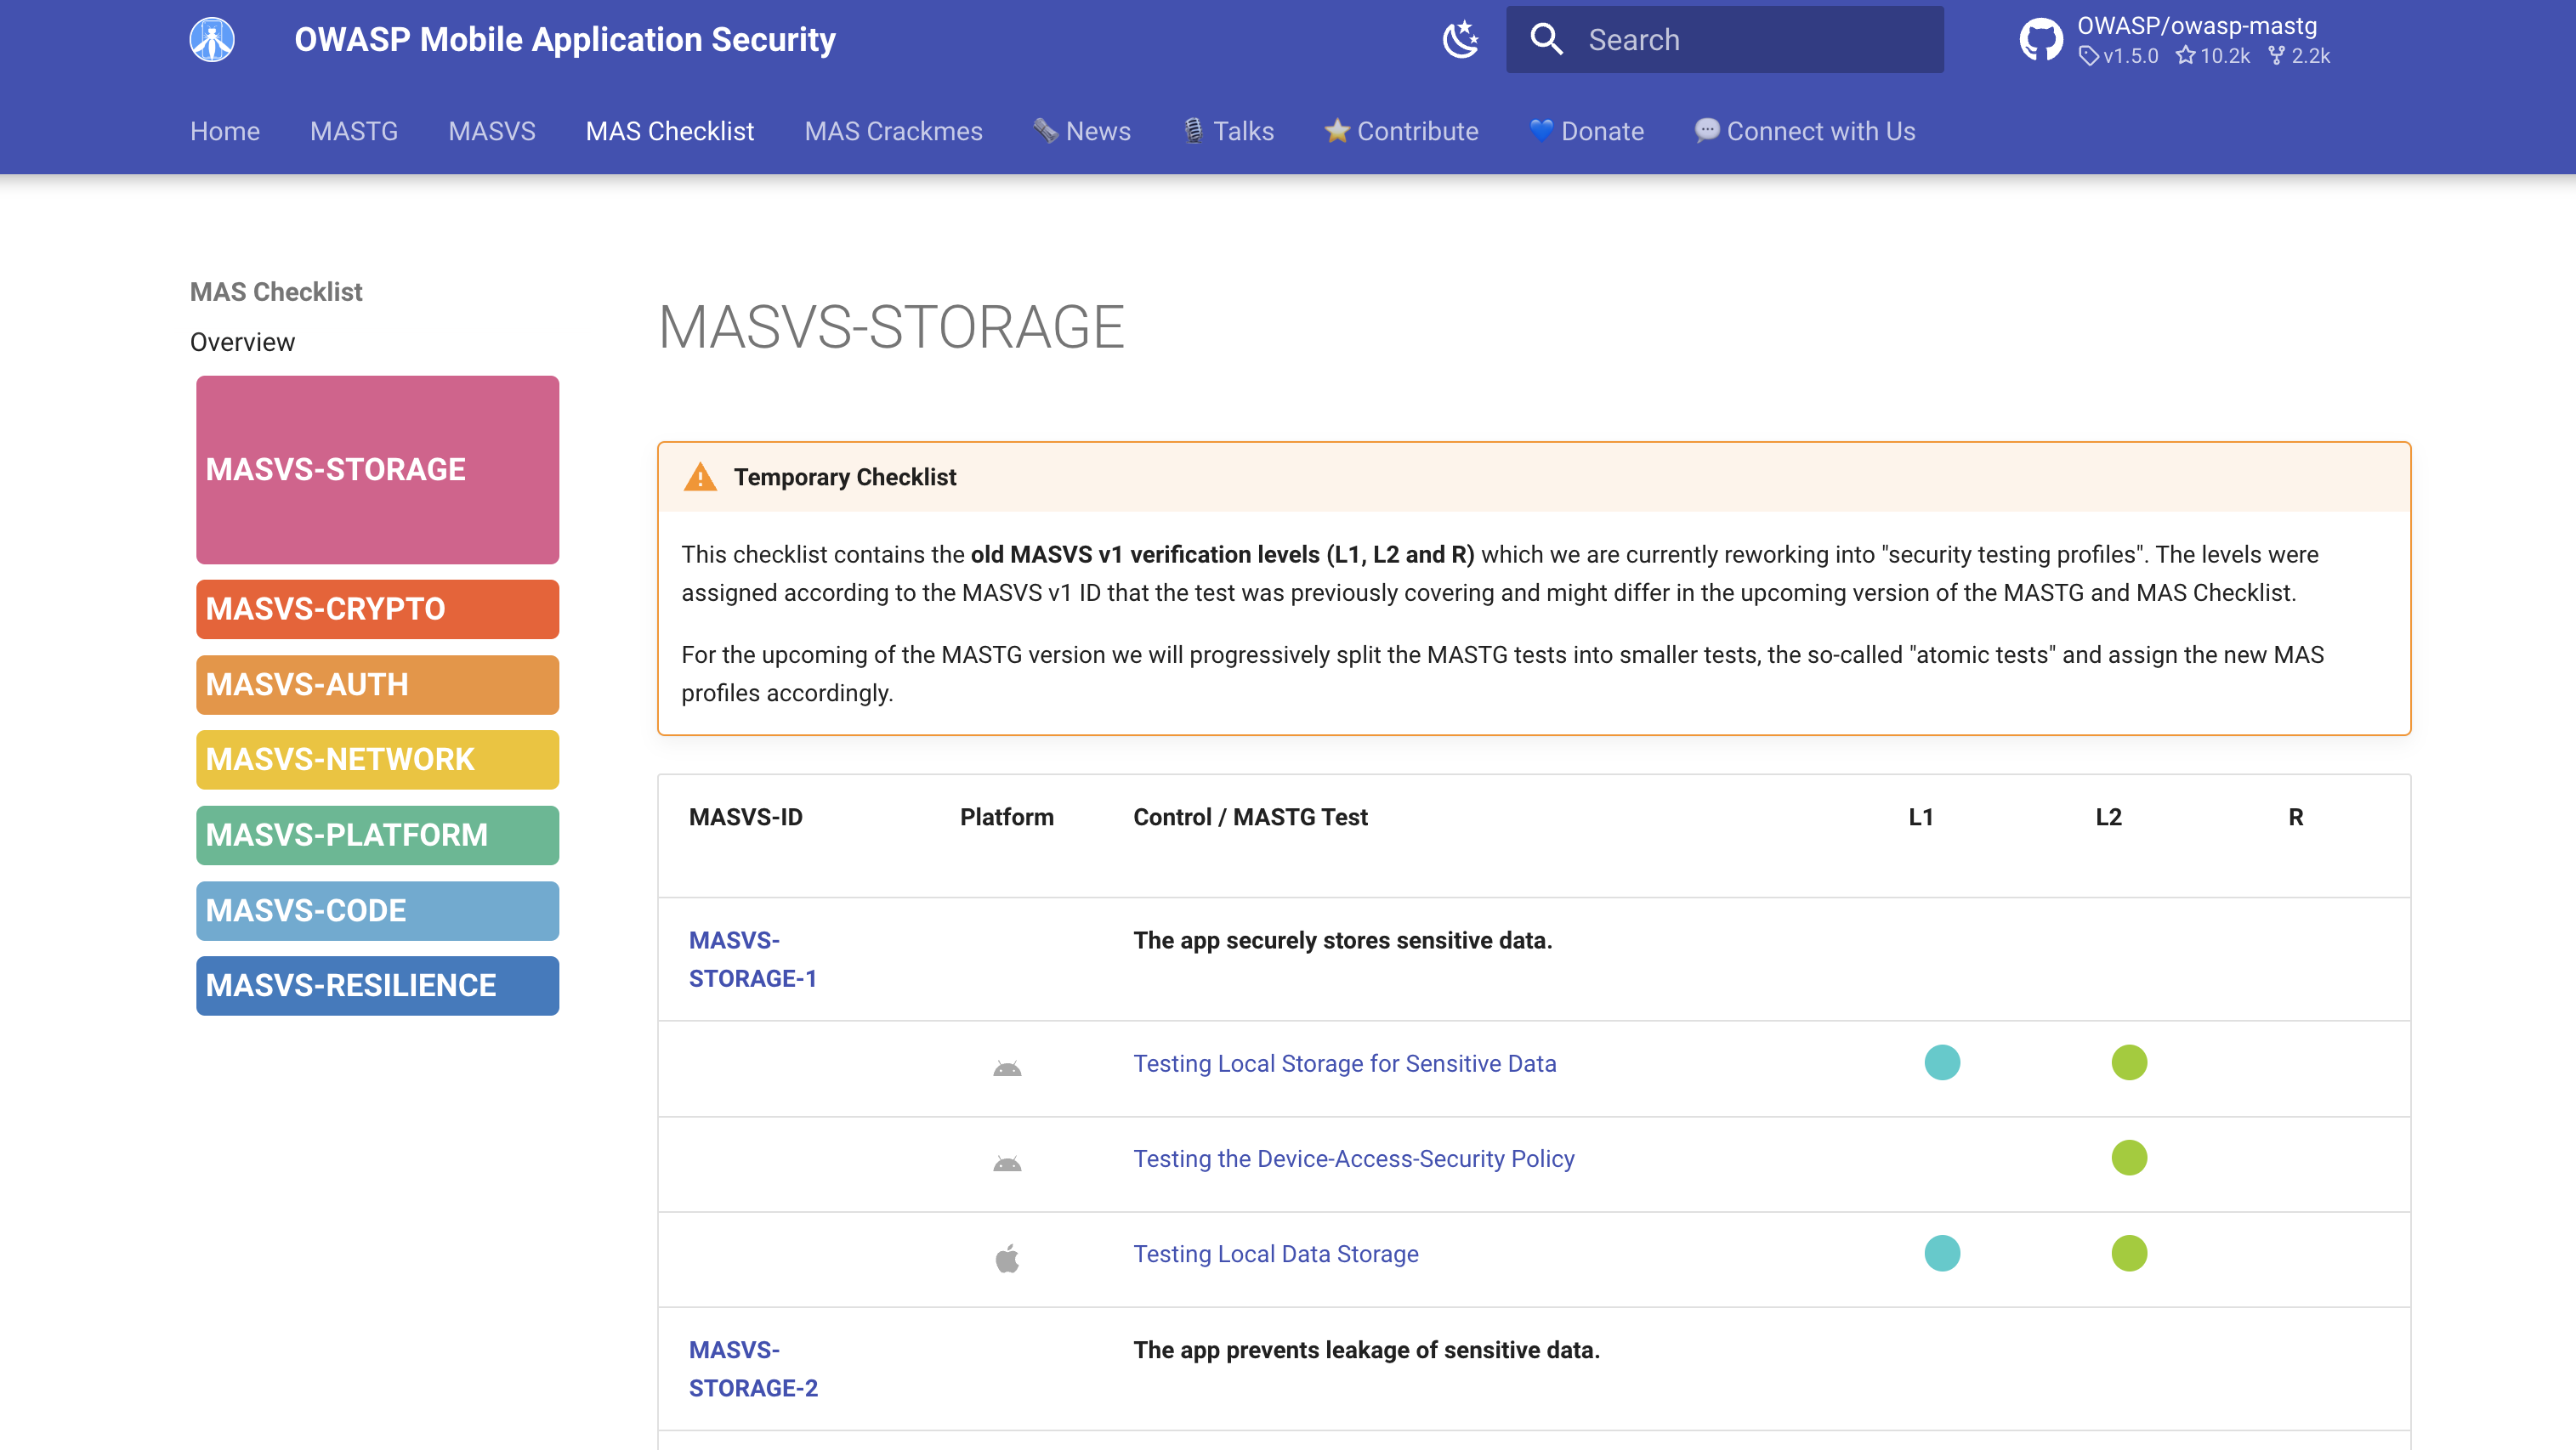 OWASP Mobile Application Security
Search
OWASP/owasp-mastg
v1.5.0 10.2k 2.2k
Home MASTG MASVS MAS Checklist MAS Crackmes News Talks Contribute Donate Connect with Us
MAS Checklist
Overview
MASVS-STORAGE
MASVS-CRYPTO
MASVS-AUTH
MASVS-NETWORK
MASVS-PLATFORM
MASVS-CODE
MASVS-RESILIENCE
MASVS-STORAGE
Temporary Checklist
This checklist contains the old MASVS v1 verification levels (L1, L2 and R) which we are currently reworking into "security testing profiles". The levels were
assigned according to the MASVS v1 ID that the test was previously covering and might differ in the upcoming version of the MASTG and MAS Checklist.
For the upcoming of the MASTG version we will progressively split the MASTG tests into smaller tests, the so-called "atomic tests" and assign the new MAS
profiles accordingly.
MASVS-ID Platform Control / MASTG Test L1 L2 R
MASVS-
STORAGE-1
The app securely stores sensitive data.
Testing Local Storage for Sensitive Data
Testing the Device-Access-Security Policy
Testing Local Data Storage
MASVS-
STORAGE-2
The app prevents leakage of sensitive data.